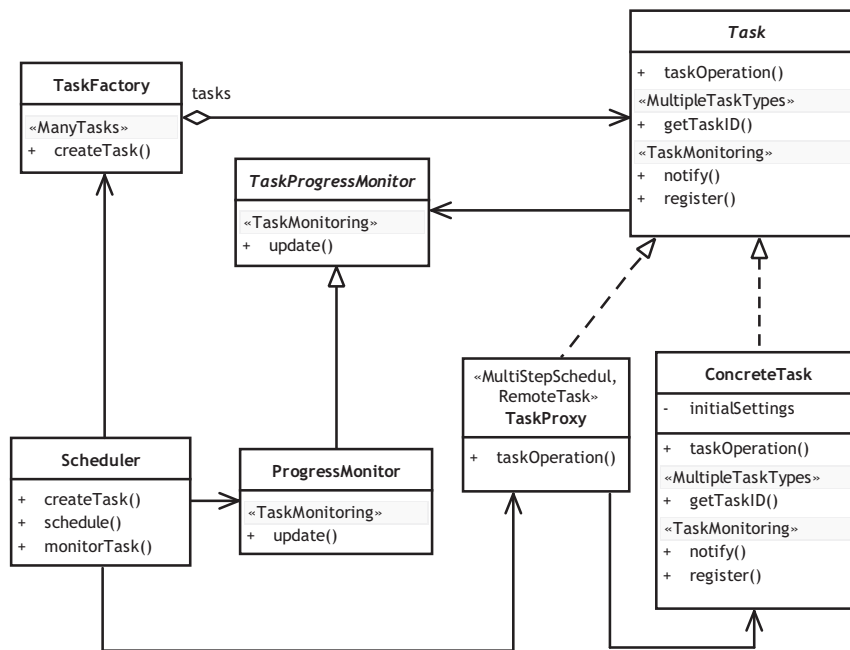 TaskFactory
«ManyTasks»
+ createTask()
tasks
Task
+ taskOperation()
«MultipleTaskTypes»
+ getTaskID()
«TaskMonitoring»
+ notify()
+ register()
TaskProgressMonitor
«TaskMonitoring»
+ update()
Scheduler
+ createTask()
+ schedule()
+ monitorTask()
ProgressMonitor
«TaskMonitoring»
+ update()
«MultiStepSchedul,
RemoteTask»
TaskProxy
+ taskOperation()
ConcreteTask
- initialSettings
+ taskOperation()
«MultipleTaskTypes»
+ getTaskID()
«TaskMonitoring»
+ notify()
+ register()